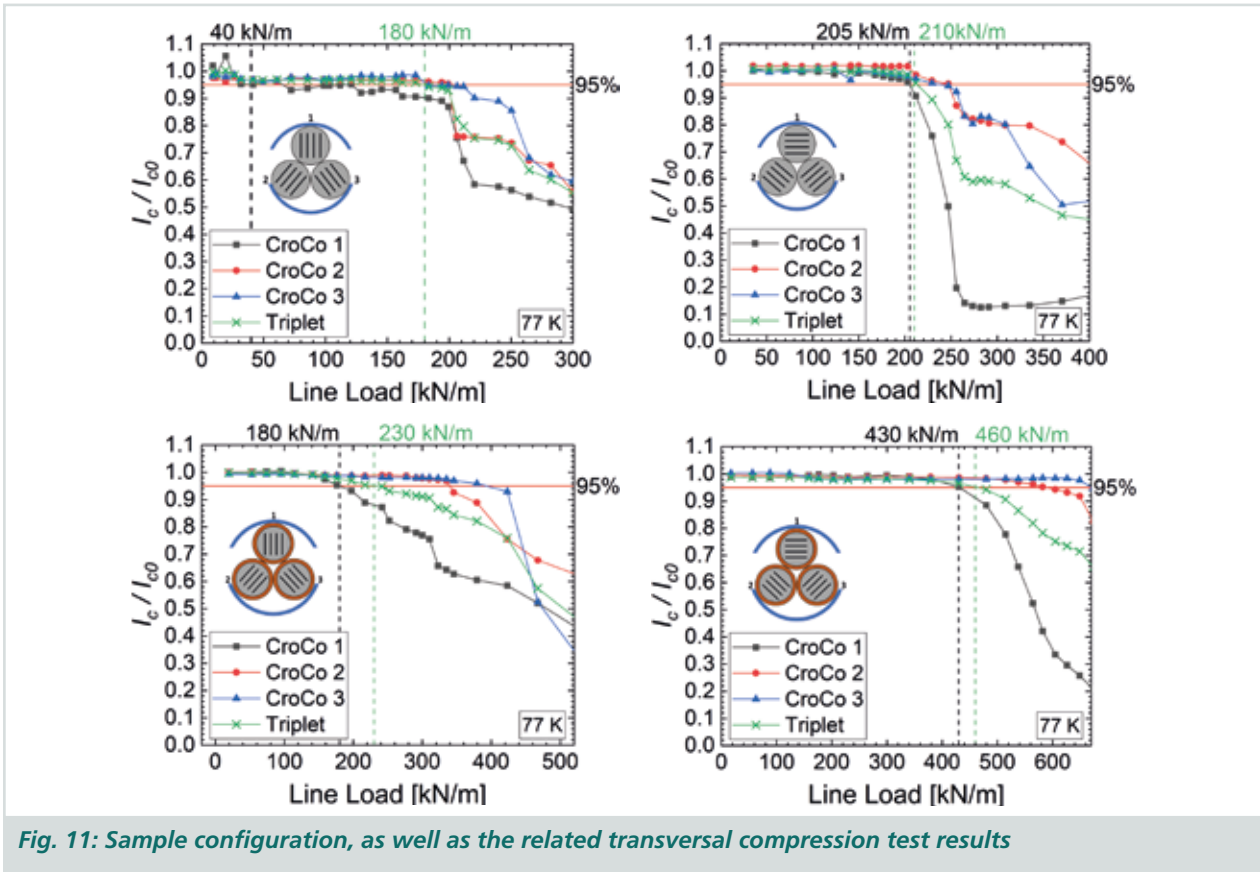 40 kN/m 180 kN/m
1.1
1.0
0.9
0.8
0.7
0.6
0.5
0.4
0.3
0.2
0.1
0.0
95%
I_c / I_c0
1
2 3
CroCo 1
CroCo 2
CroCo 3
Triplet
77 K
0 50 100 150 200 250 300
Line Load [kN/m]
205 kN/m 210kN/m
1.1
1.0
0.9
0.8
0.7
0.6
0.5
0.4
0.3
0.2
0.1
0.0
95%
I_c / I_c0
1
2 3
CroCo 1
CroCo 2
CroCo 3
Triplet
77 K
0 50 100 150 200 250 300 350 400
Line Load [kN/m]
180 kN/m 230 kN/m
1.1
1.0
0.9
0.8
0.7
0.6
0.5
0.4
0.3
0.2
0.1
0.0
95%
I_c / I_c0
1
2 3
CroCo 1
CroCo 2
CroCo 3
Triplet
77 K
0 100 200 300 400 500
Line Load [kN/m]
430 kN/m 460 kN/m
1.1
1.0
0.9
0.8
0.7
0.6
0.5
0.4
0.3
0.2
0.1
0.0
95%
I_c / I_c0
1
2 3
CroCo 1
CroCo 2
CroCo 3
Triplet
77 K
0 100 200 300 400 500 600
Line Load [kN/m]
Fig. 11: Sample configuration, as well as the related transversal compression test results